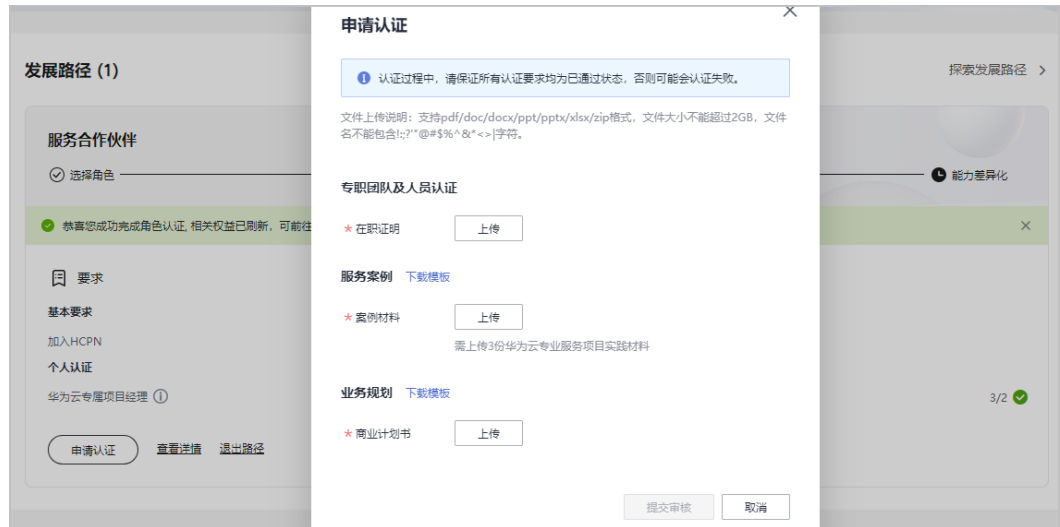 申请认证
发展路径 (1)
探索发展路径
认证过程中，请保证所有认证要求均为已通过状态，否则可能会认证失败。
文件上传说明：支持pdf/doc/docx/ppt/pptx/xlsx/zip格式，文件大小不能超过2GB，文件
名不能包含!:;?'"@#$%^&*<>|字符。
服务合作伙伴
选择角色
能力差异化
专职团队及人员认证
恭喜您成功完成角色认证, 相关权益已刷新，可前往
* 在职证明 上传
要求
服务案例 下载模板
基本要求
* 案例材料 上传
加入HCPN
需上传3份华为云专业服务项目实践材料
个人认证
华为云专属项目经理
3/2
业务规划 下载模板
* 商业计划书 上传
申请认证 查看详情 退出路径
提交审核 取消